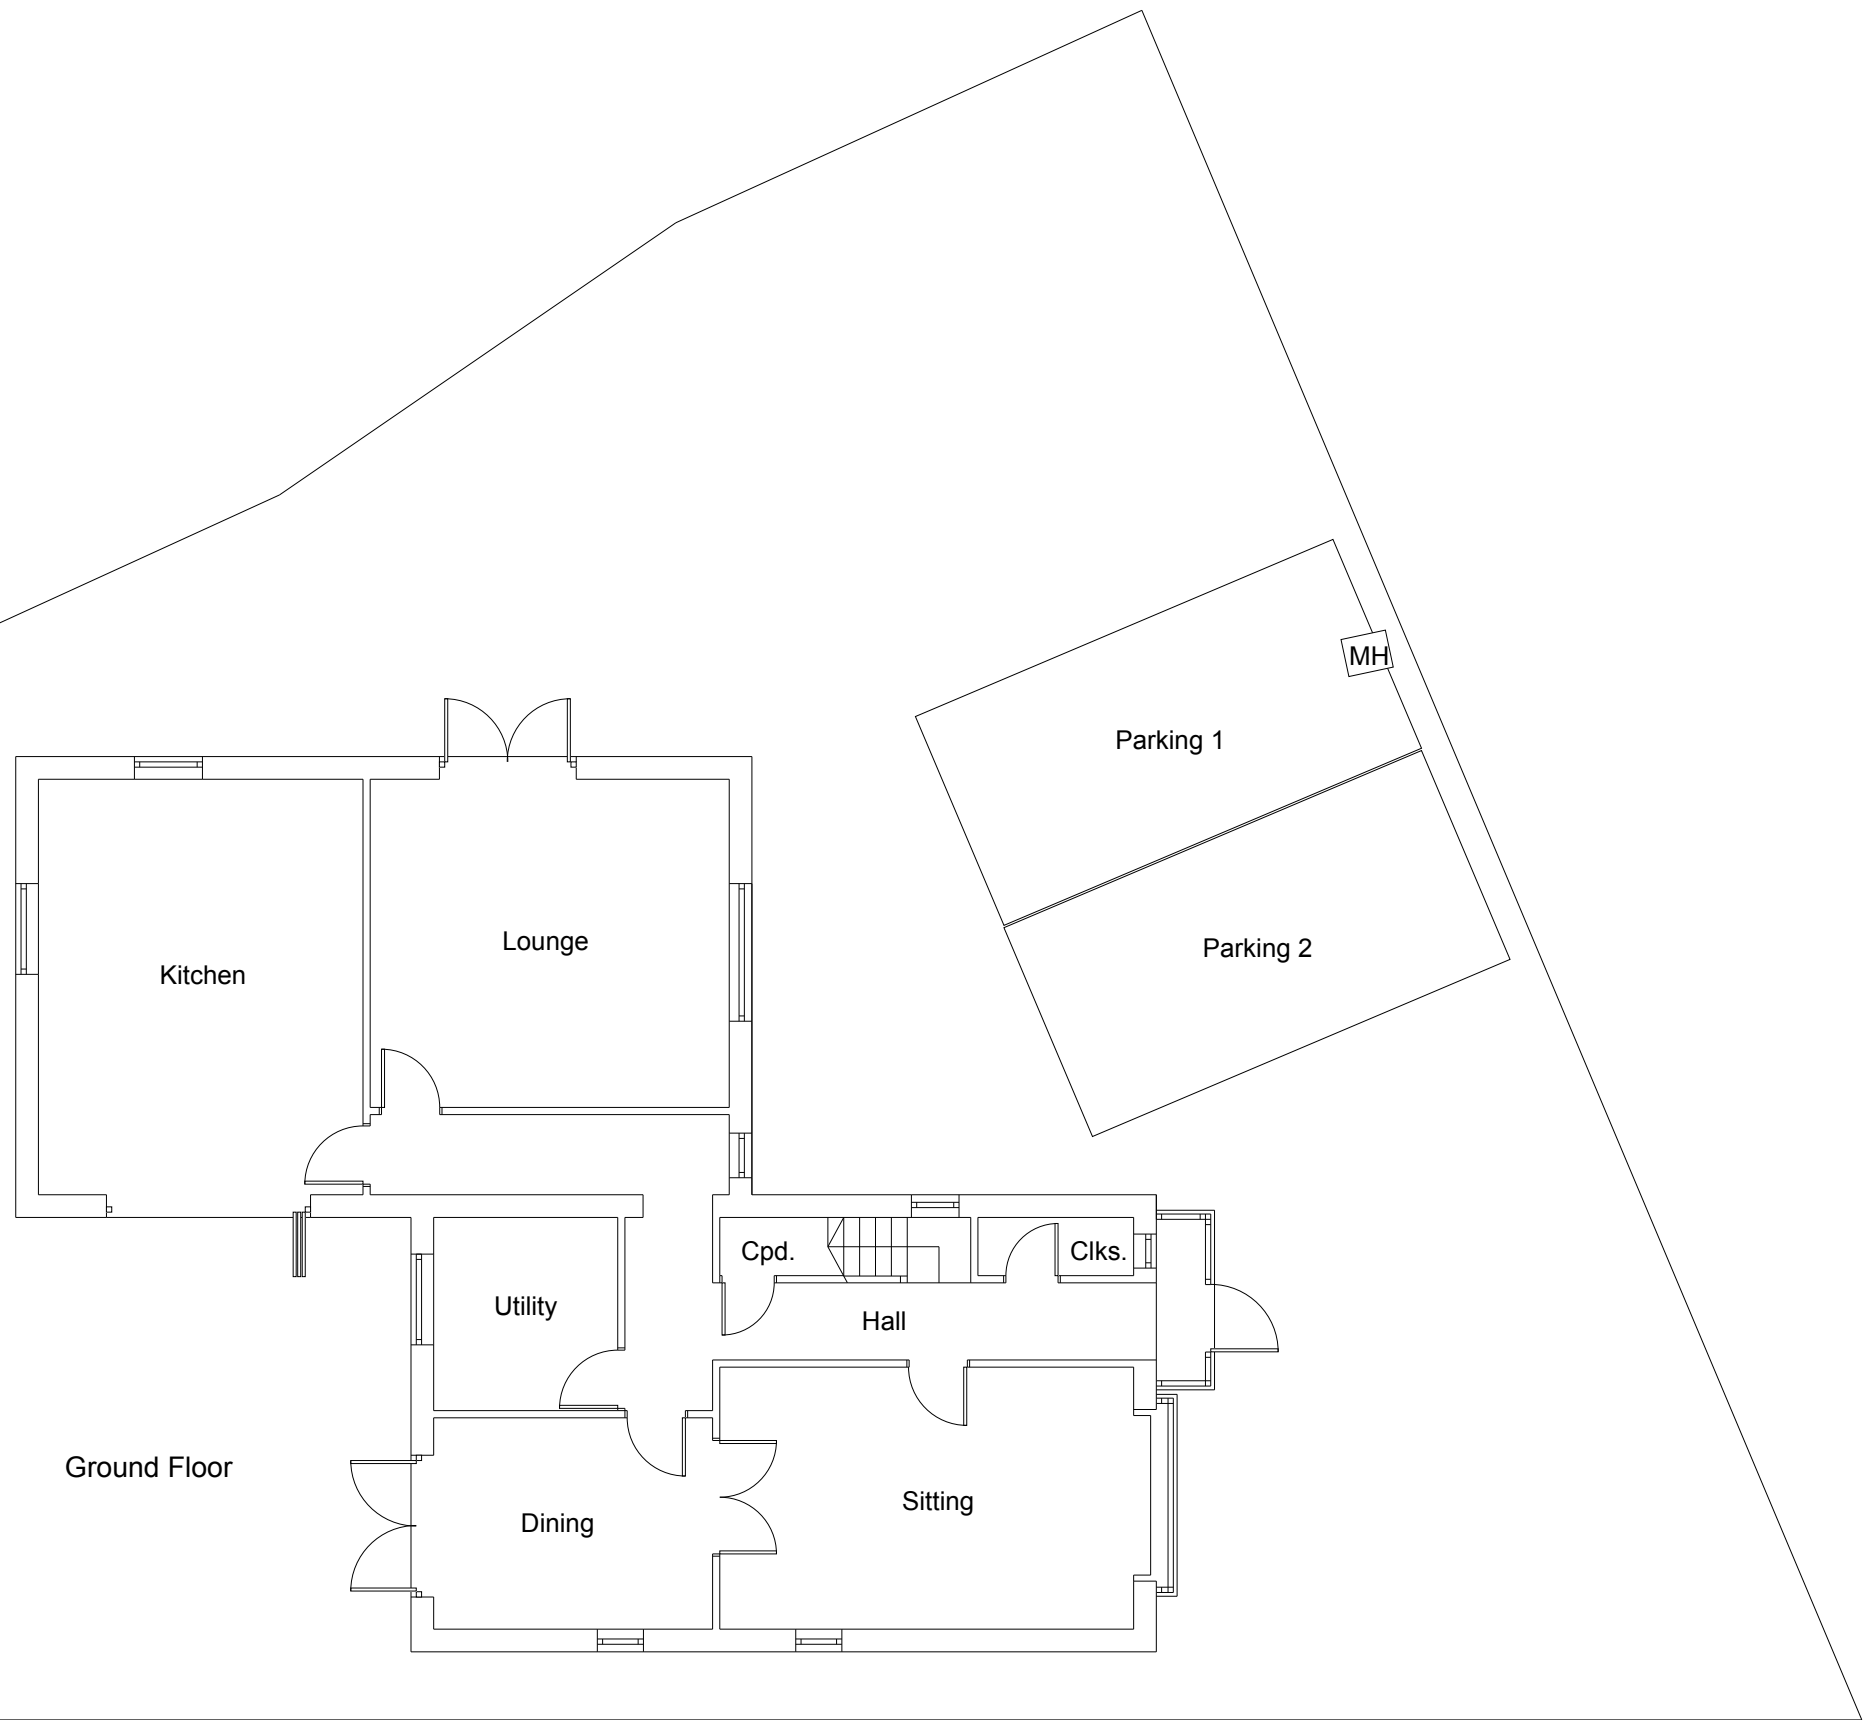 MH
Parking 1
Lounge
Parking 2
Kitchen
Cpd.
Clks.
Utility
Hall
Ground Floor
Sitting
Dining